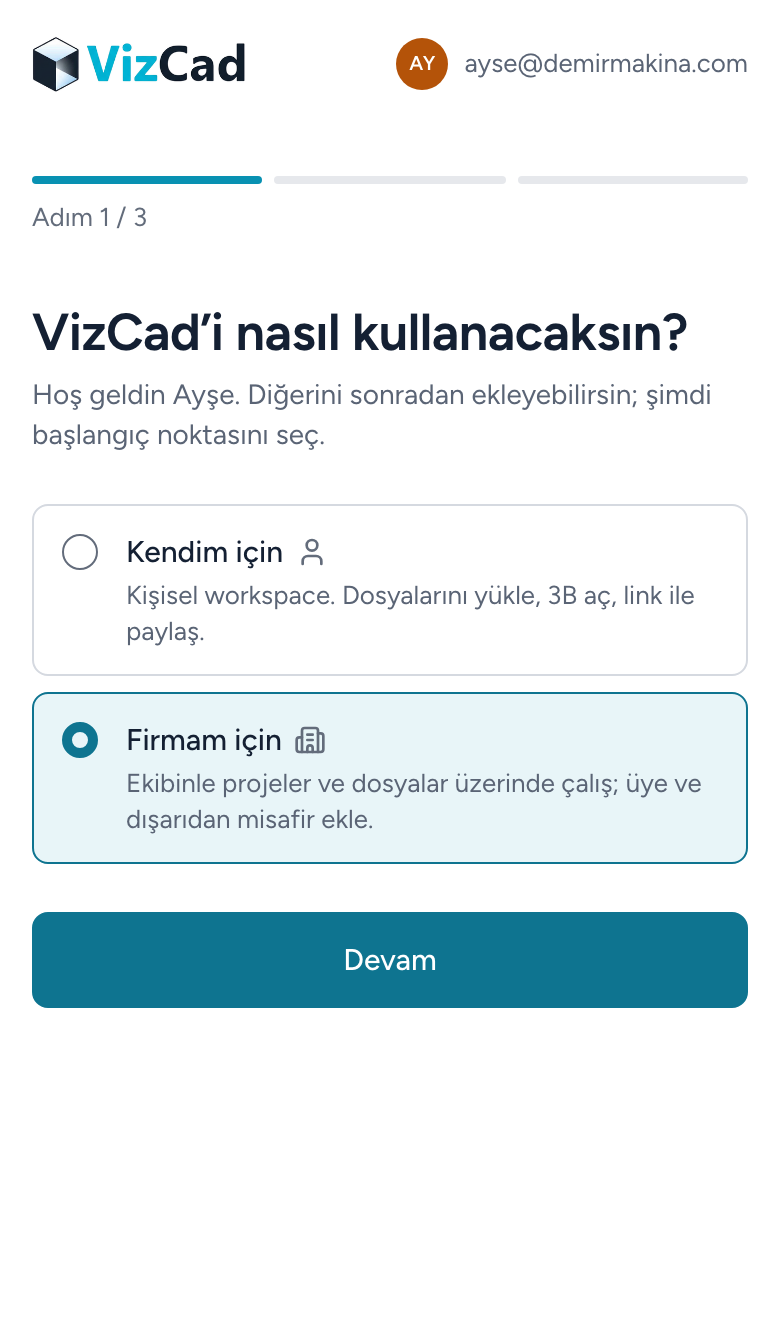 VizCad
AY
ayse@demirmakina.com
Adım 1 / 3
VizCad’i nasıl kullanacaksın?
Hoş geldin Ayşe. Diğerini sonradan ekleyebilirsin; şimdi
başlangıç noktasını seç.
Kendim için
Kişisel workspace. Dosyalarını yükle, 3B aç, link ile
paylaş.
Firmam için
Ekibinle projeler ve dosyalar üzerinde çalış; üye ve
dışarıdan misafir ekle.
Devam